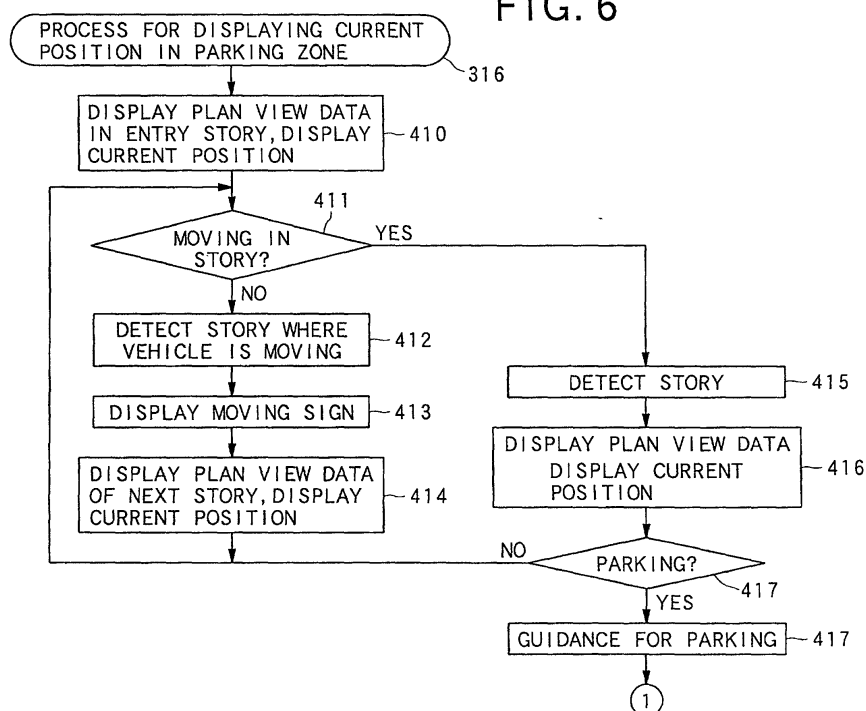 FIG. 6
PROCESS FOR DISPLAYING CURRENT
POSITION IN PARKING ZONE
316
DISPLAY PLAN VIEW DATA
IN ENTRY STORY, DISPLAY
CURRENT POSITION
410
411
MOVING IN
STORY?
YES
NO
DETECT STORY WHERE
VEHICLE IS MOVING
412
DISPLAY MOVING SIGN
413
DISPLAY PLAN VIEW DATA
OF NEXT STORY, DISPLAY
CURRENT POSITION
414
DETECT STORY
415
DISPLAY PLAN VIEW DATA
DISPLAY CURRENT
POSITION
416
NO
PARKING?
417
YES
GUIDANCE FOR PARKING
417
1